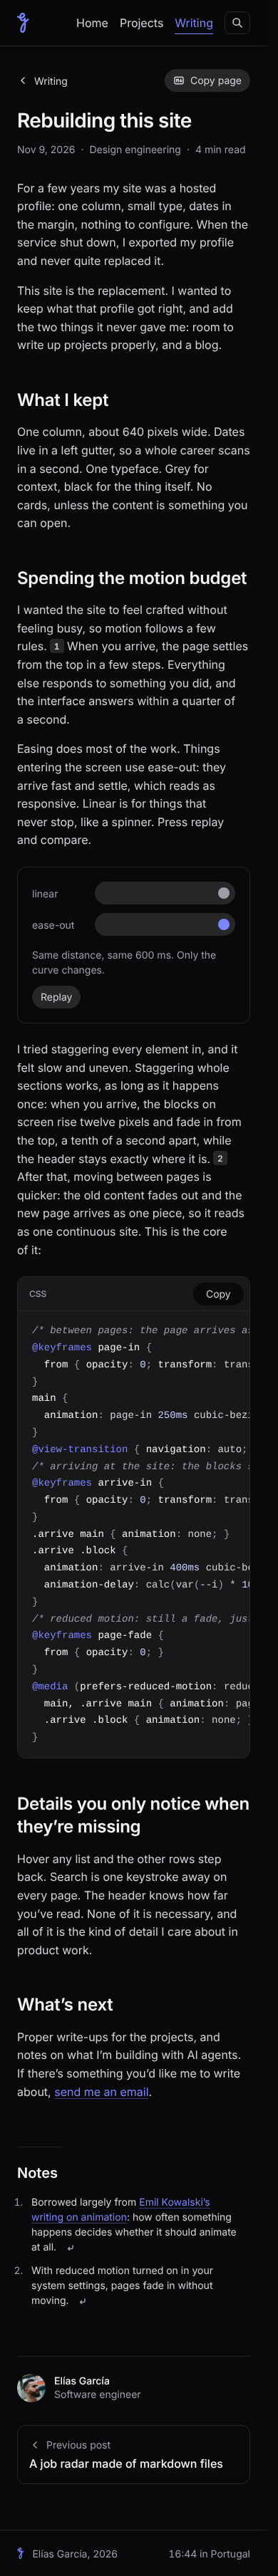 Home Projects Writing
Writing Copy page
Rebuilding this site
Nov 9, 2026 · Design engineering · 4 min read
For a few years my site was a hosted
profile: one column, small type, dates in
the margin, nothing to configure. When the
service shut down, I exported my profile
and never quite replaced it.
This site is the replacement. I wanted to
keep what that profile got right, and add
the two things it never gave me: room to
write up projects properly, and a blog.
What I kept
One column, about 640 pixels wide. Dates
live in a left gutter, so a whole career scans
in a second. One typeface. Grey for
context, black for the thing itself. No
cards, unless the content is something you
can open.
Spending the motion budget
I wanted the site to feel crafted without
feeling busy, so motion follows a few
rules. 1 When you arrive, the page settles
from the top in a few steps. Everything
else responds to something you did, and
the interface answers within a quarter of
a second.
Easing does most of the work. Things
entering the screen use ease-out: they
arrive fast and settle, which reads as
responsive. Linear is for things that
never stop, like a spinner. Press replay
and compare.
linear
ease-out
Same distance, same 600 ms. Only the
curve changes.
Replay
I tried staggering every element in, and it
felt slow and uneven. Staggering whole
sections works, as long as it happens
once: when you arrive, the blocks on
screen rise twelve pixels and fade in from
the top, a tenth of a second apart, while
the header stays exactly where it is. 2
After that, moving between pages is
quicker: the old content fades out and the
new page arrives as one piece, so it reads
as one continuous site. This is the core
of it:
CSS Copy
/* between pages: the page arrives as
@keyframes page-in {
from { opacity: 0; transform: trans
}
main {
animation: page-in 250ms cubic-bezi
}
@view-transition { navigation: auto;
/* arriving at the site: the blocks s
@keyframes arrive-in {
from { opacity: 0; transform: trans
}
.arrive main { animation: none; }
.arrive .block {
animation: arrive-in 400ms cubic-be
animation-delay: calc(var(--i) * 10
}
/* reduced motion: still a fade, jus
@keyframes page-fade {
from { opacity: 0; }
}
@media (prefers-reduced-motion: reduc
main, .arrive main { animation: pag
.arrive .block { animation: none; }
}
Details you only notice when
they’re missing
Hover any list and the other rows step
back. Search is one keystroke away on
every page. The header knows how far
you’ve read. None of it is necessary, and
all of it is the kind of detail I care about in
product work.
What’s next
Proper write-ups for the projects, and
notes on what I’m building with AI agents.
If there’s something you’d like me to write
about, send me an email.
Notes
1. Borrowed largely from Emil Kowalski’s
writing on animation: how often something
happens decides whether it should animate
at all. ↵
2. With reduced motion turned on in your
system settings, pages fade in without
moving. ↵
Elías García
Software engineer
Previous post
A job radar made of markdown files
Elías García, 2026 16:44 in Portugal